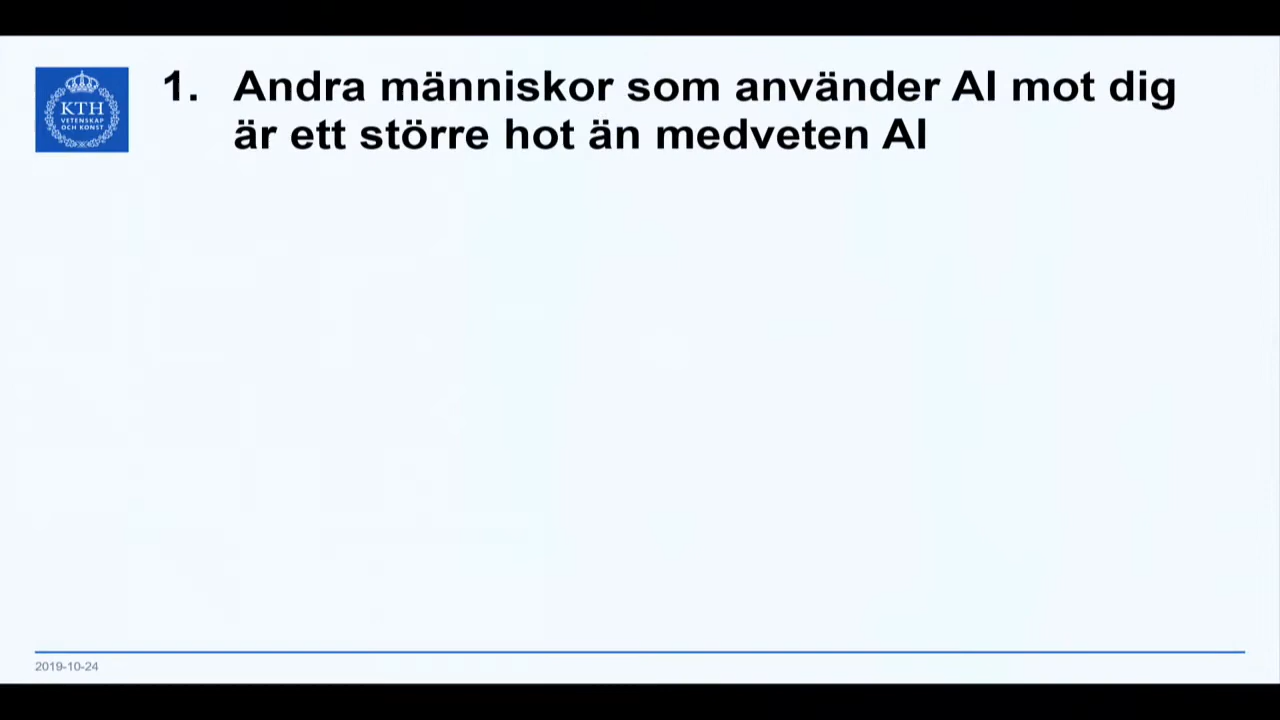 KTH
VETENSKAP
OCH KONST
1. Andra människor som använder AI mot dig
är ett större hot än medveten AI
2019-10-24